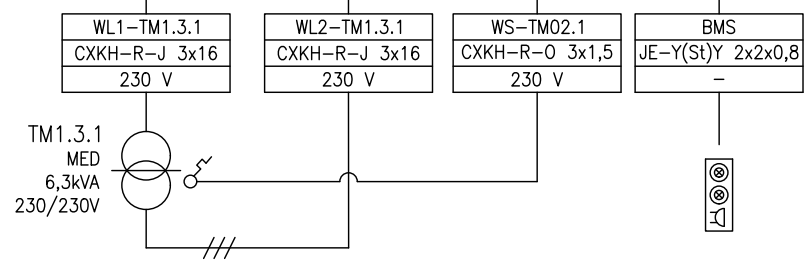 WL1-TM1.3.1
CXKH-R-J 3x16
230 V
WL2-TM1.3.1
CXKH-R-J 3x16
230 V
WS-TM02.1
CXKH-R-O 3x1,5
230 V
BMS
JE-Y(St)Y 2x2x0,8
-
TM1.3.1
MED
6,3kVA
230/230V